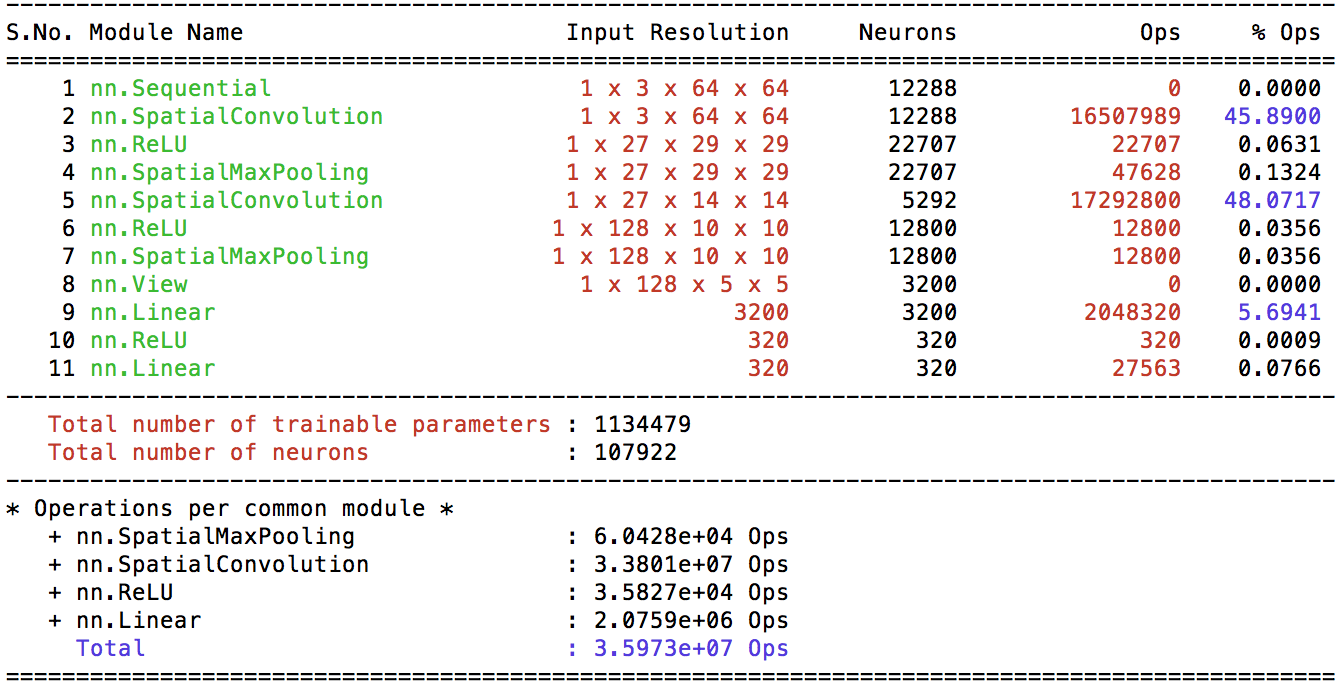 S.No. Module Name Input Resolution Neurons Ops % Ops
1 nn.Sequential 1 x 3 x 64 x 64 12288 0 0.0000
2 nn.SpatialConvolution 1 x 3 x 64 x 64 12288 16507989 45.8900
3 nn.ReLU 1 x 27 x 29 x 29 22707 22707 0.0631
4 nn.SpatialMaxPooling 1 x 27 x 29 x 29 22707 47628 0.1324
5 nn.SpatialConvolution 1 x 27 x 14 x 14 5292 17292800 48.0717
6 nn.ReLU 1 x 128 x 10 x 10 12800 12800 0.0356
7 nn.SpatialMaxPooling 1 x 128 x 10 x 10 12800 12800 0.0356
8 nn.View 1 x 128 x 5 x 5 3200 0 0.0000
9 nn.Linear 3200 3200 2048320 5.6941
10 nn.ReLU 320 320 320 0.0009
11 nn.Linear 320 320 27563 0.0766
Total number of trainable parameters : 1134479
Total number of neurons : 107922
* Operations per common module *
+ nn.SpatialMaxPooling : 6.0428e+04 Ops
+ nn.SpatialConvolution : 3.3801e+07 Ops
+ nn.ReLU : 3.5827e+04 Ops
+ nn.Linear : 2.0759e+06 Ops
Total : 3.5973e+07 Ops